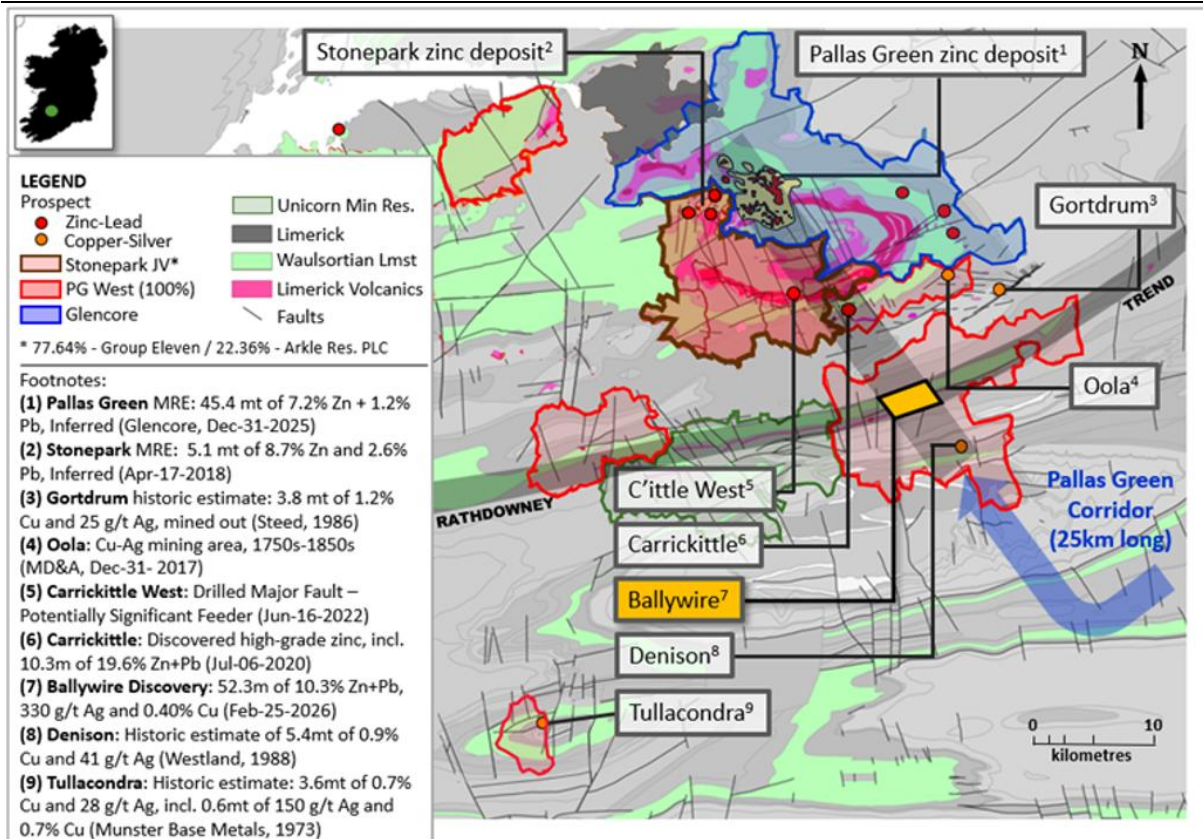 Stonepark zinc deposit2
Pallas Green zinc deposit1
N
Gortdrum3
TREND
Oola4
LEGEND
Prospect
Zinc-Lead
Copper-Silver
Stonepark JV*
PG West (100%)
Glencore
Unicorn Min Res.
Limerick
Waulsortian Lmst
Limerick Volcanics
Faults
* 77.64% - Group Eleven / 22.36% - Arkle Res. PLC
Footnotes:
(1) Pallas Green MRE: 45.4 mt of 7.2% Zn + 1.2%
Pb, Inferred (Glencore, Dec-31-2025)
(2) Stonepark MRE: 5.1 mt of 8.7% Zn and 2.6%
Pb, Inferred (Apr-17-2018)
(3) Gortdrum historic estimate: 3.8 mt of 1.2%
Cu and 25 g/t Ag, mined out (Steed, 1986)
(4) Oola: Cu-Ag mining area, 1750s-1850s
(MD&A, Dec-31- 2017)
(5) Carrickittle West: Drilled Major Fault –
Potentially Significant Feeder (Jun-16-2022)
(6) Carrickittle: Discovered high-grade zinc, incl.
10.3m of 19.6% Zn+Pb (Jul-06-2020)
(7) Ballywire Discovery: 52.3m of 10.3% Zn+Pb,
330 g/t Ag and 0.40% Cu (Feb-25-2026)
(8) Denison: Historic estimate of 5.4mt of 0.9%
Cu and 41 g/t Ag (Westland, 1988)
(9) Tullacondra: Historic estimate: 3.6mt of 0.7%
Cu and 28 g/t Ag, incl. 0.6mt of 150 g/t Ag and
0.7% Cu (Munster Base Metals, 1973)
RATHDOWNEY
C'ittle West5
Carrickittle6
Ballywire7
Denison8
Tullacondra9
Pallas Green
Corridor
(25km long)
0 10
kilometres